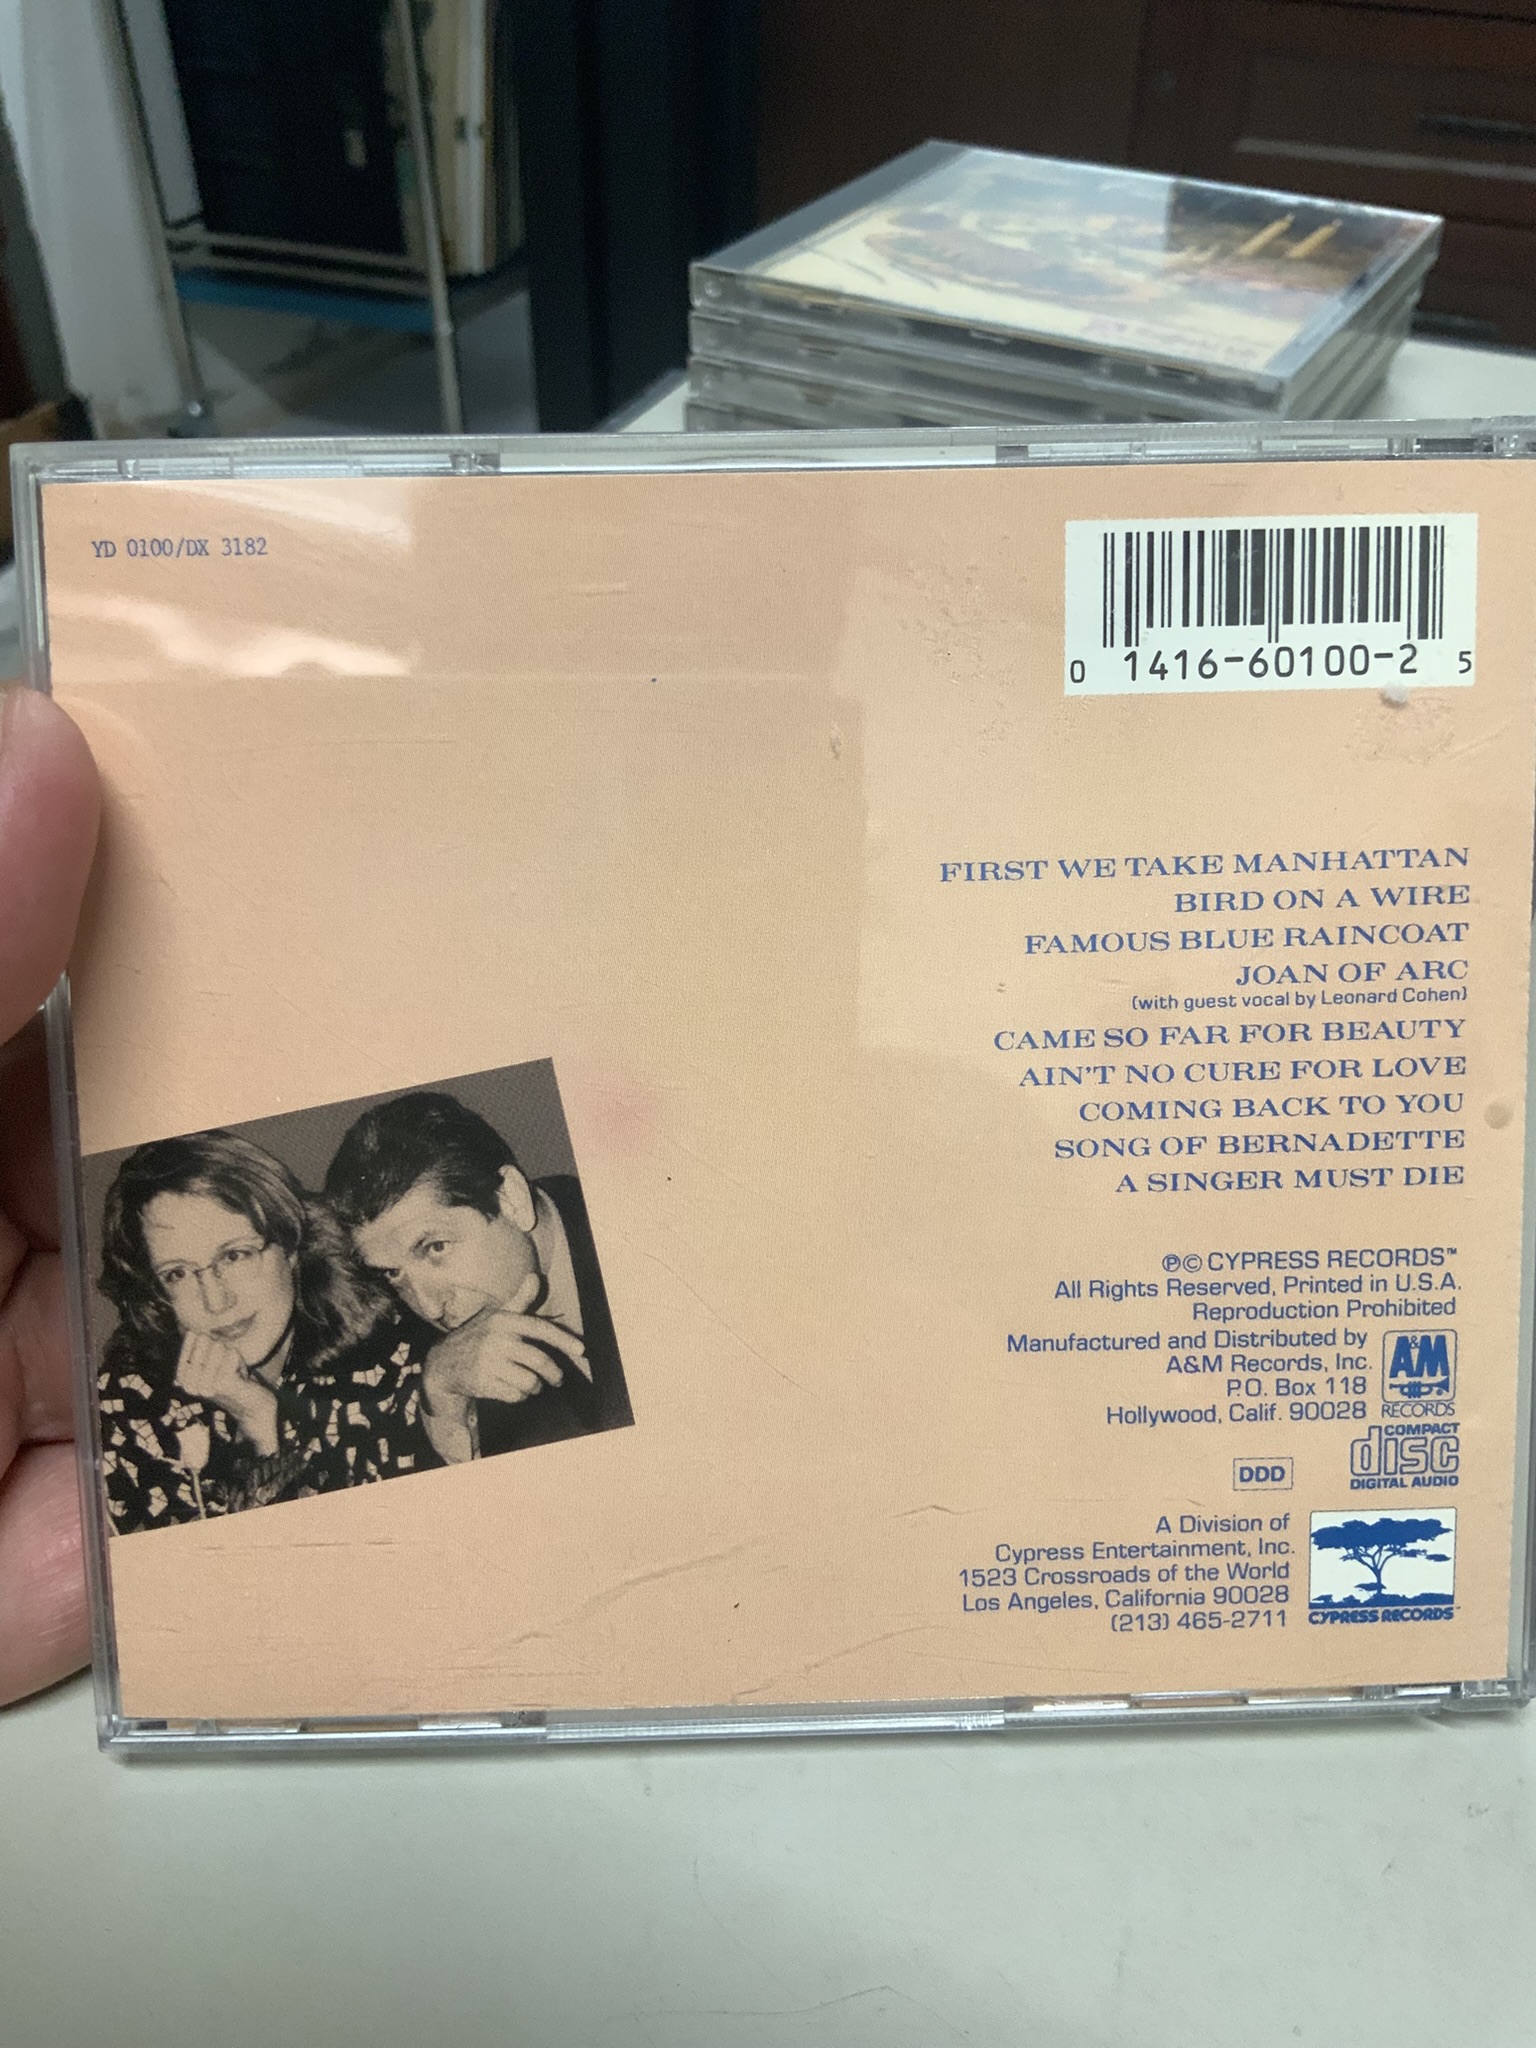 YD 0100/DX 3182
0 1416-60100-2 5
FIRST WE TAKE MANHATTAN
BIRD ON A WIRE
FAMOUS BLUE RAINCOAT
JOAN OF ARC
(with guest vocal by Leonard Cohen)
CAME SO FAR FOR BEAUTY
AIN'T NO CURE FOR LOVE
COMING BACK TO YOU
SONG OF BERNADETTE
A SINGER MUST DIE
℗© CYPRESS RECORDS™
All Rights Reserved, Printed in U.S.A.
Reproduction Prohibited
Manufactured and Distributed by
A&M Records, Inc.
P.O. Box 118
Hollywood, Calif. 90028
A&M
RECORDS
DDD
COMPACT
disc
DIGITAL AUDIO
A Division of
Cypress Entertainment, Inc.
1523 Crossroads of the World
Los Angeles, California 90028
(213) 465-2711
CYPRESS RECORDS™